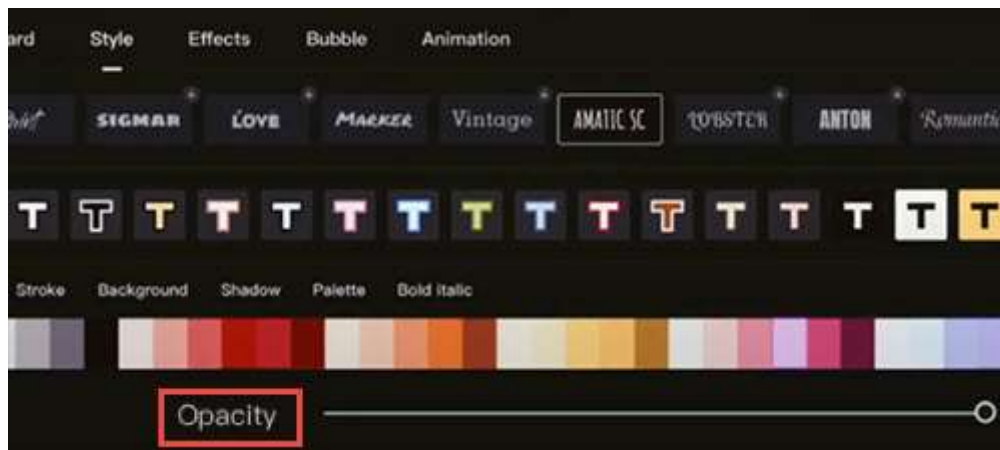 ard Style Effects Bubble Animation
SIGMAR LOVE MARKER Vintage AMATIC SC LOBSTER ANTON Romantic
T T T T T T T T T T T T T T T T
Stroke Background Shadow Palette Bold italic
Opacity